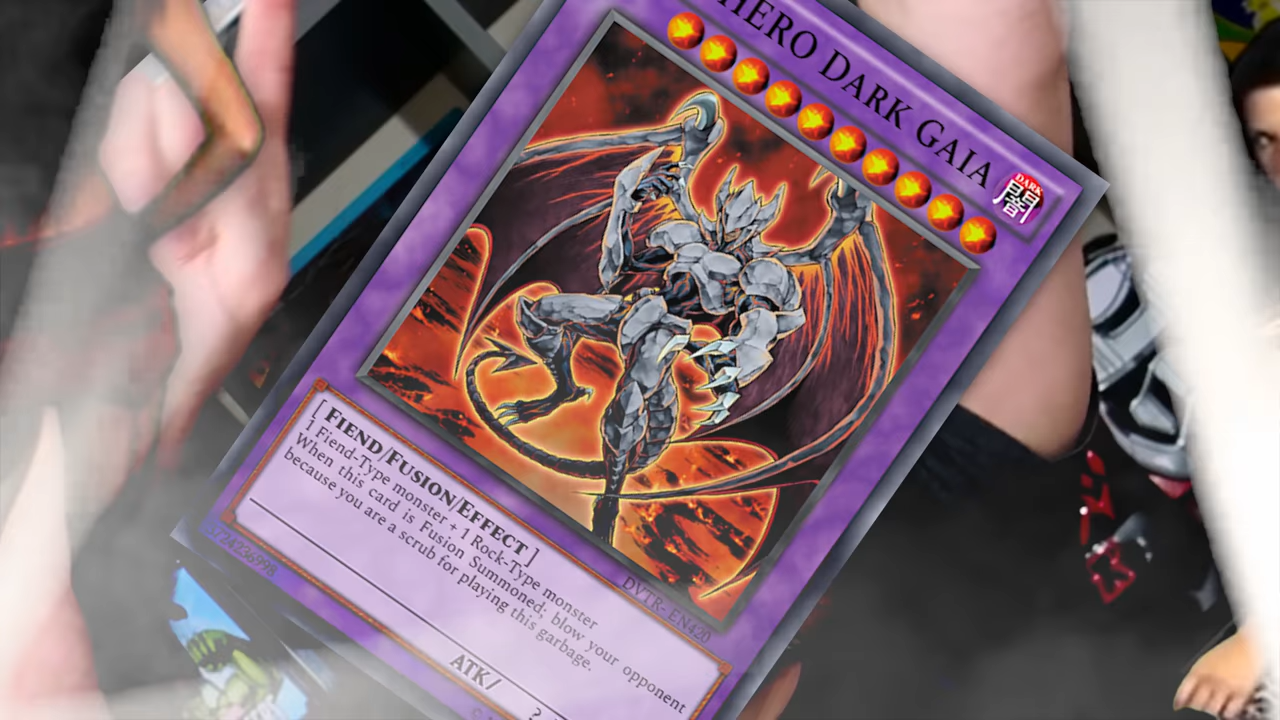 HERO DARK GAIA
DARK
闇
DVTR-EN420
[ FIEND/FUSION/EFFECT ]
1 Fiend-Type monster + 1 Rock-Type monster
When this card is Fusion Summoned; blow your opponent
because you are a scrub for playing this garbage.
ATK/ ?